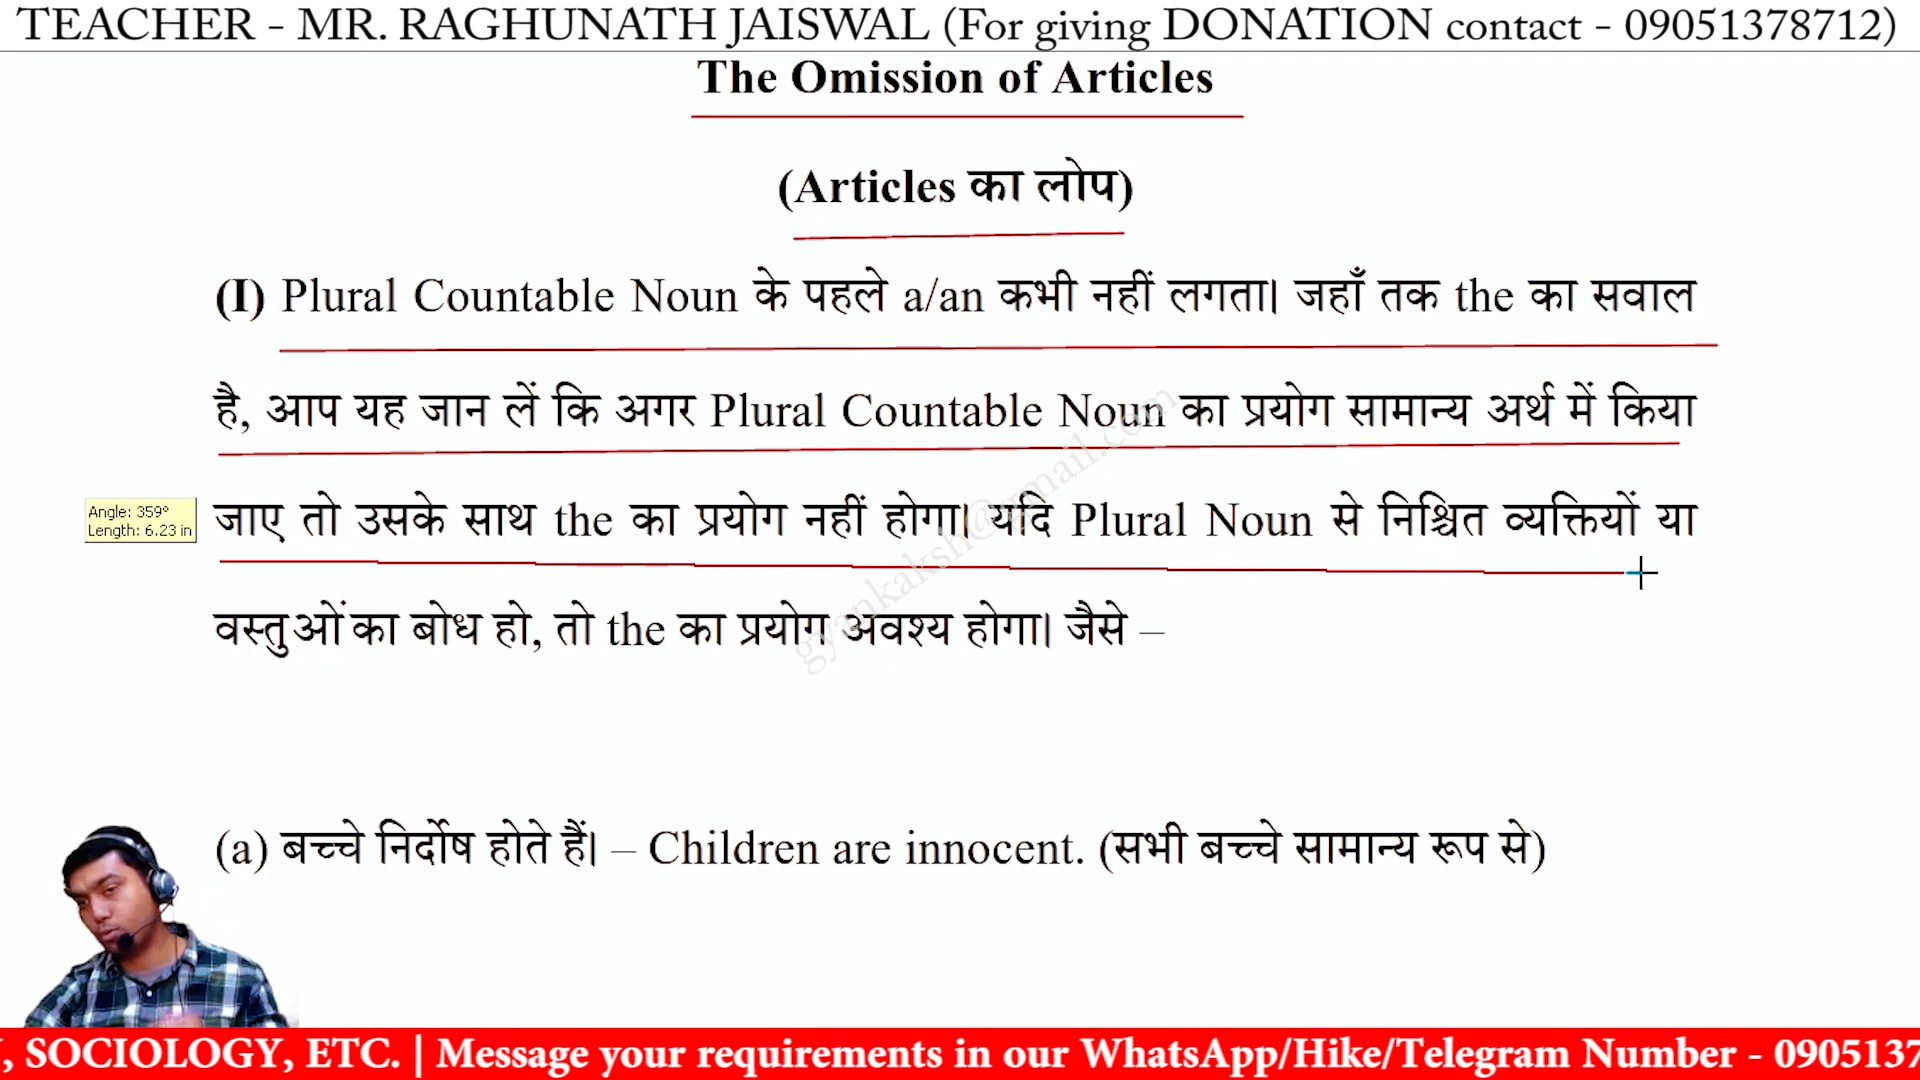 TEACHER - MR. RAGHUNATH JAISWAL (For giving DONATION contact - 09051378712)
The Omission of Articles
(Articles का लोप)
(I) Plural Countable Noun के पहले a/an कभी नहीं लगता। जहाँ तक the का सवाल
है, आप यह जान लें कि अगर Plural Countable Noun का प्रयोग सामान्य अर्थ में किया
Angle: 359°
Length: 6.23 in
जाए तो उसके साथ the का प्रयोग नहीं होगा। यदि Plural Noun से निश्चित व्यक्तियों या
वस्तुओं का बोध हो, तो the का प्रयोग अवश्य होगा। जैसे –
gyankaksh@gmail.com
(a) बच्चे निर्दोष होते हैं। – Children are innocent. (सभी बच्चे सामान्य रूप से)
, SOCIOLOGY, ETC. | Message your requirements in our WhatsApp/Hike/Telegram Number - 0905137